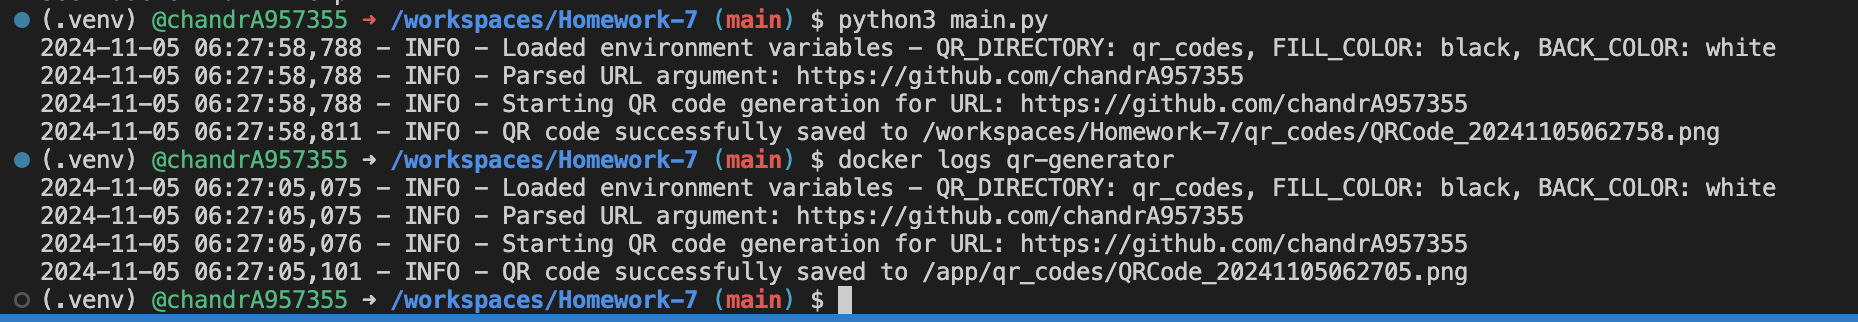 (.venv) @chandrA957355 ➜ /workspaces/Homework-7 (main) $ python3 main.py
2024-11-05 06:27:58,788 - INFO - Loaded environment variables - QR_DIRECTORY: qr_codes, FILL_COLOR: black, BACK_COLOR: white
2024-11-05 06:27:58,788 - INFO - Parsed URL argument: https://github.com/chandrA957355
2024-11-05 06:27:58,788 - INFO - Starting QR code generation for URL: https://github.com/chandrA957355
2024-11-05 06:27:58,811 - INFO - QR code successfully saved to /workspaces/Homework-7/qr_codes/QRCode_20241105062758.png
(.venv) @chandrA957355 ➜ /workspaces/Homework-7 (main) $ docker logs qr-generator
2024-11-05 06:27:05,075 - INFO - Loaded environment variables - QR_DIRECTORY: qr_codes, FILL_COLOR: black, BACK_COLOR: white
2024-11-05 06:27:05,075 - INFO - Parsed URL argument: https://github.com/chandrA957355
2024-11-05 06:27:05,076 - INFO - Starting QR code generation for URL: https://github.com/chandrA957355
2024-11-05 06:27:05,101 - INFO - QR code successfully saved to /app/qr_codes/QRCode_20241105062705.png
(.venv) @chandrA957355 ➜ /workspaces/Homework-7 (main) $